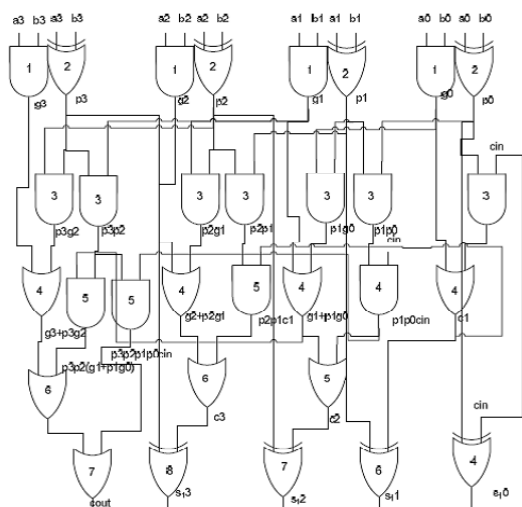 a3 b3 a3 b3 a2 b2 a2 b2 a1 b1 a1 b1 a0 b0 a0 b0
1 2 1 2 1 2 1 2
g3 p3 g2 p2 g1 p1 g0 p0
cin
3 3 3 3 3 3 3
p3g2 p3p2 p2g1 p2p1 p1g0 p1p0
cin
4 5 5 4 5 4 4 4
g3+p3g2 g2+p2g1 p2p1c1 g1+p1g0 p1p0cin c1
p3p2p1p0cin
p3p2(g1+p1g0)
6 6 5
c3 c2 cin
7 8 7 6 4
cout s13 s12 s11 s10